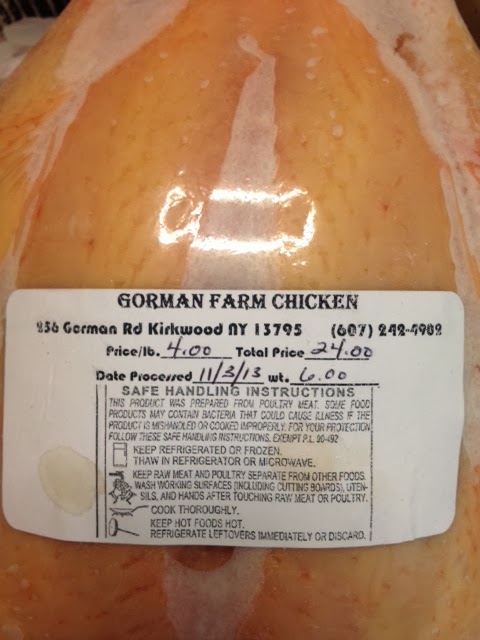 GORMAN FARM CHICKEN
256 Gorman Rd Kirkwood NY 13795 (607) 242-4902
Price/lb. 4.00 Total Price 24.00
Date Processed 11/3/13 wt. 6.00
SAFE HANDLING INSTRUCTIONS
THIS PRODUCT WAS PREPARED FROM POULTRY MEAT. SOME FOOD
PRODUCTS MAY CONTAIN BACTERIA THAT COULD CAUSE ILLNESS IF THE
PRODUCT IS MISHANDLED OR COOKED IMPROPERLY. FOR YOUR PROTECTION
FOLLOW THESE SAFE HANDLING INSTRUCTIONS. EXEMPT P.L. 90-492
KEEP REFRIGERATED OR FROZEN.
THAW IN REFRIGERATOR OR MICROWAVE.
KEEP RAW MEAT AND POULTRY SEPARATE FROM OTHER FOODS.
WASH WORKING SURFACES (INCLUDING CUTTING BOARDS), UTEN-
SILS, AND HANDS AFTER TOUCHING RAW MEAT OR POULTRY.
COOK THOROUGHLY.
KEEP HOT FOODS HOT.
REFRIGERATE LEFTOVERS IMMEDIATELY OR DISCARD.